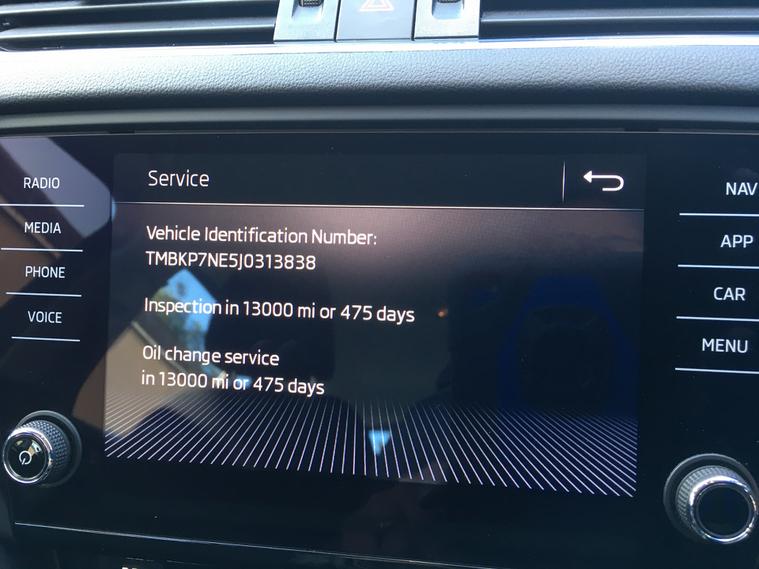 Service
RADIO
MEDIA
PHONE
VOICE
Vehicle Identification Number:
TMBKP7NE5J0313838
Inspection in 13000 mi or 475 days
Oil change service
in 13000 mi or 475 days
NAV
APP
CAR
MENU